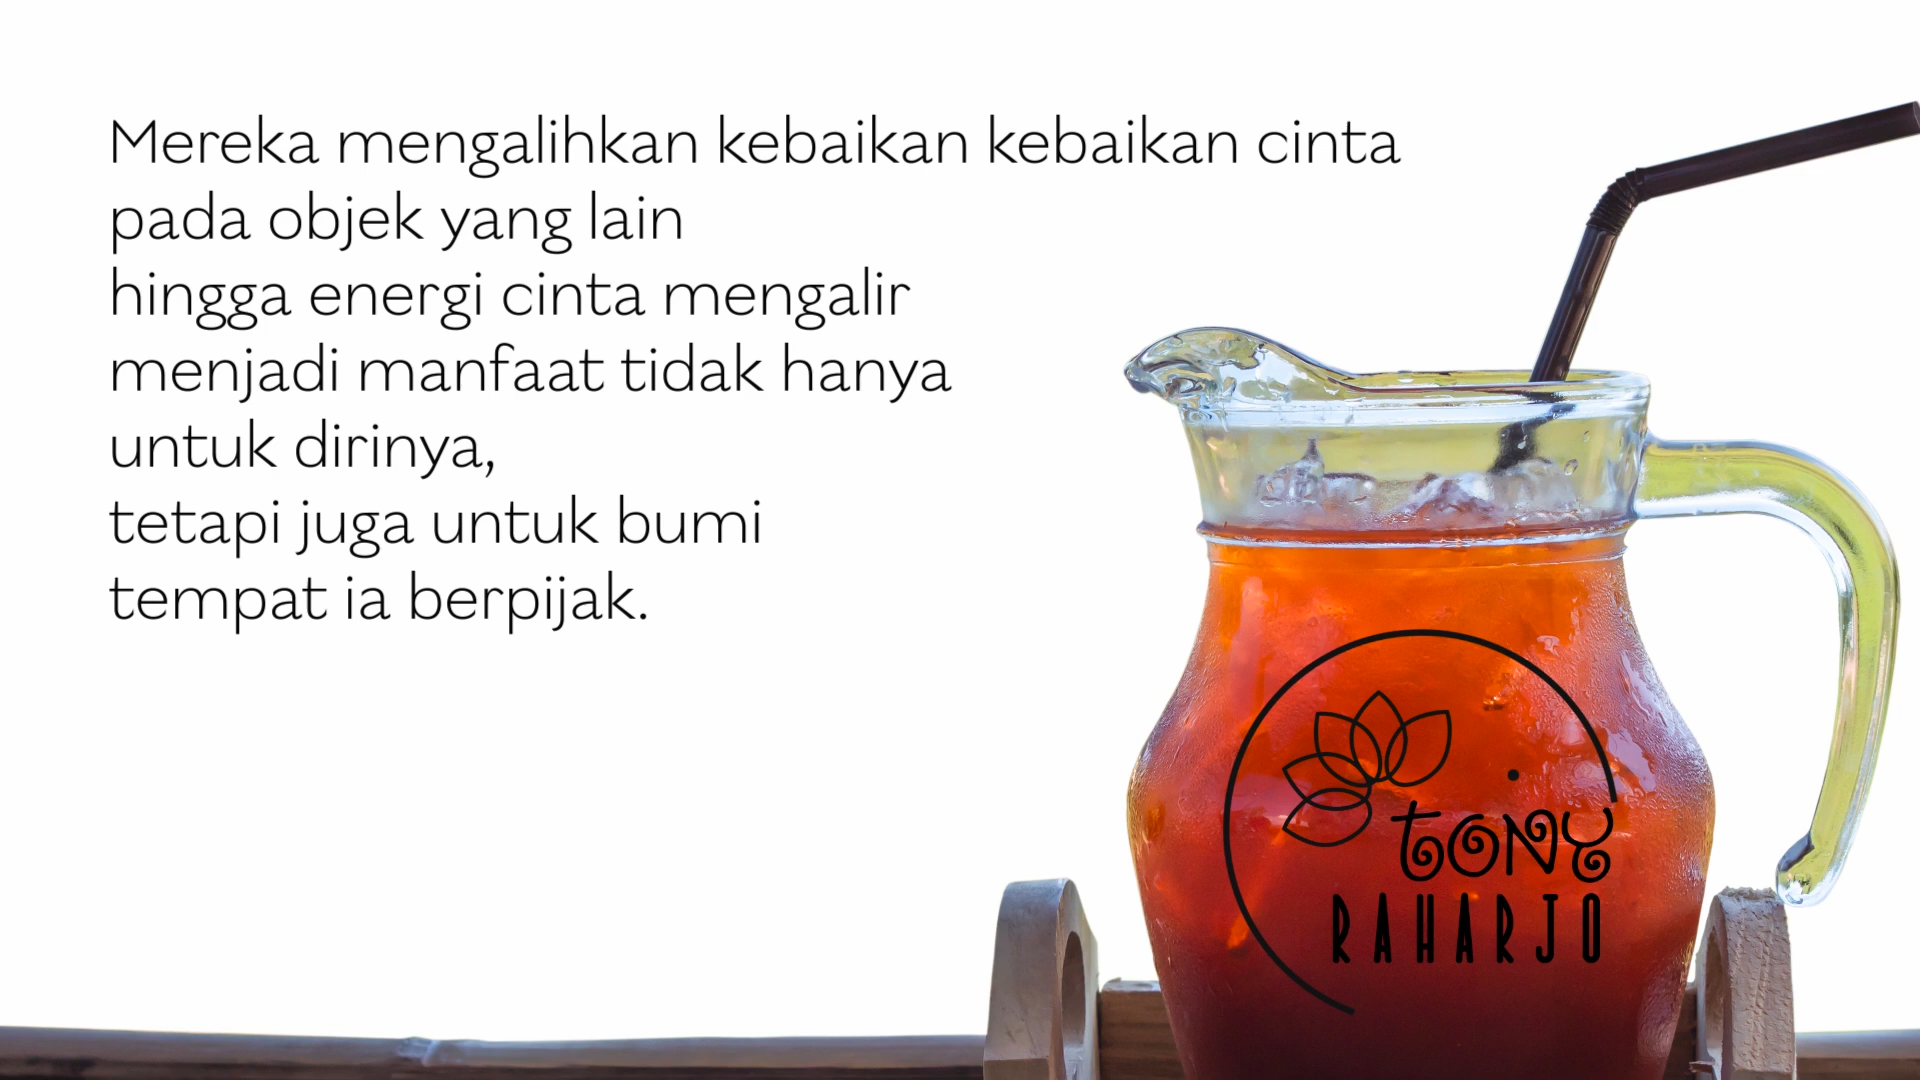 Mereka mengalihkan kebaikan kebaikan cinta
pada objek yang lain
hingga energi cinta mengalir
menjadi manfaat tidak hanya
untuk dirinya,
tetapi juga untuk bumi
tempat ia berpijak.
tony
RAHARJO